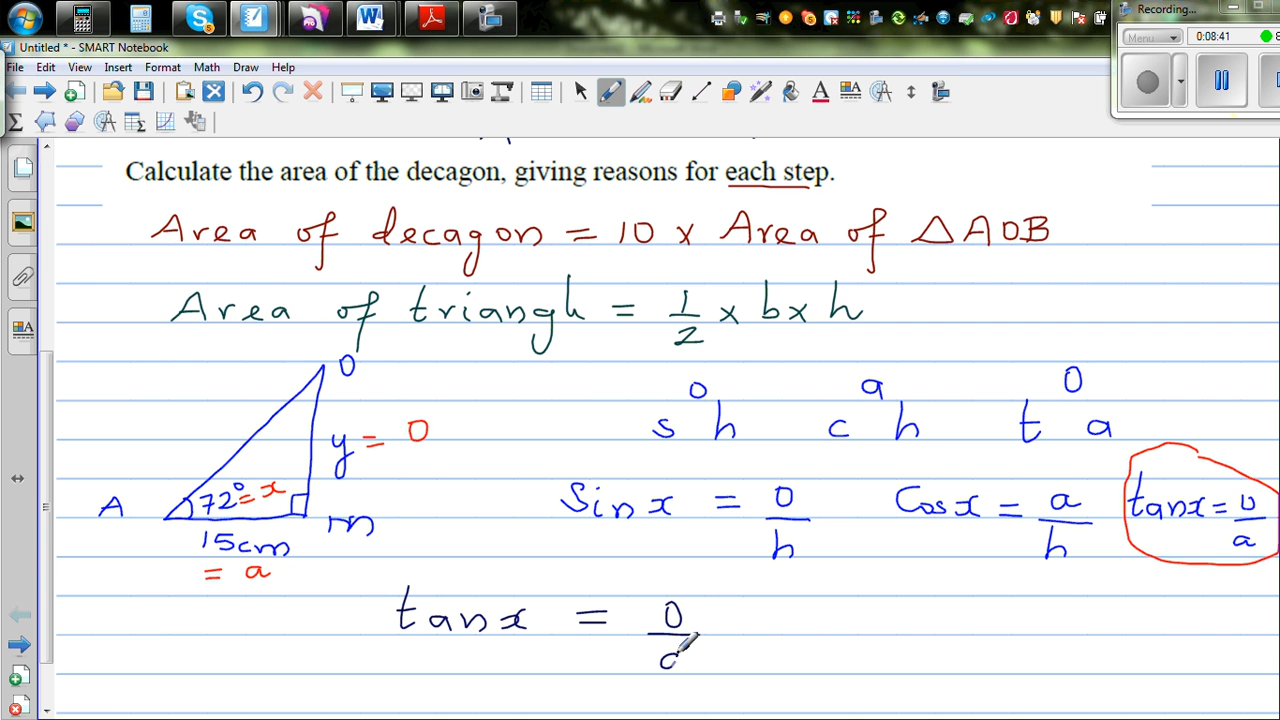 Recording...
Untitled * - SMART Notebook
Menu
0:08:41
File Edit View Insert Format Math Draw Help
Calculate the area of the decagon, giving reasons for each step.
Area of decagon = 10 x Area of △AOB
Area of triangle = 1/2 x b x h
O
o a o
s h c h t a
y = o
A 72° = x m
15cm
= a
Sin x = o/h Cos x = a/h tan x = o/a
tan x = o/a